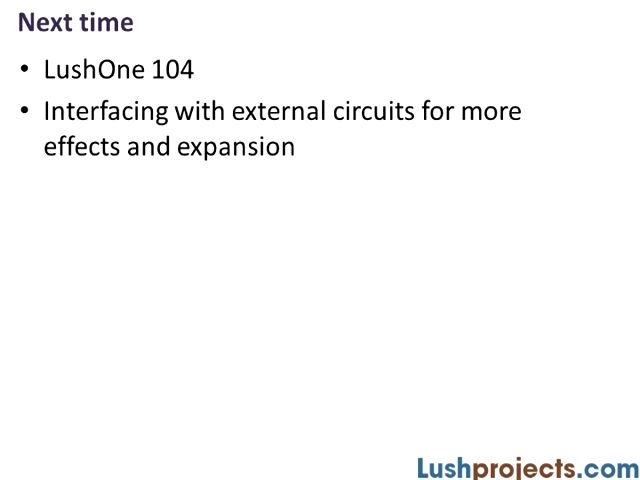 Next time
• LushOne 104
• Interfacing with external circuits for more
effects and expansion
Lushprojects.com